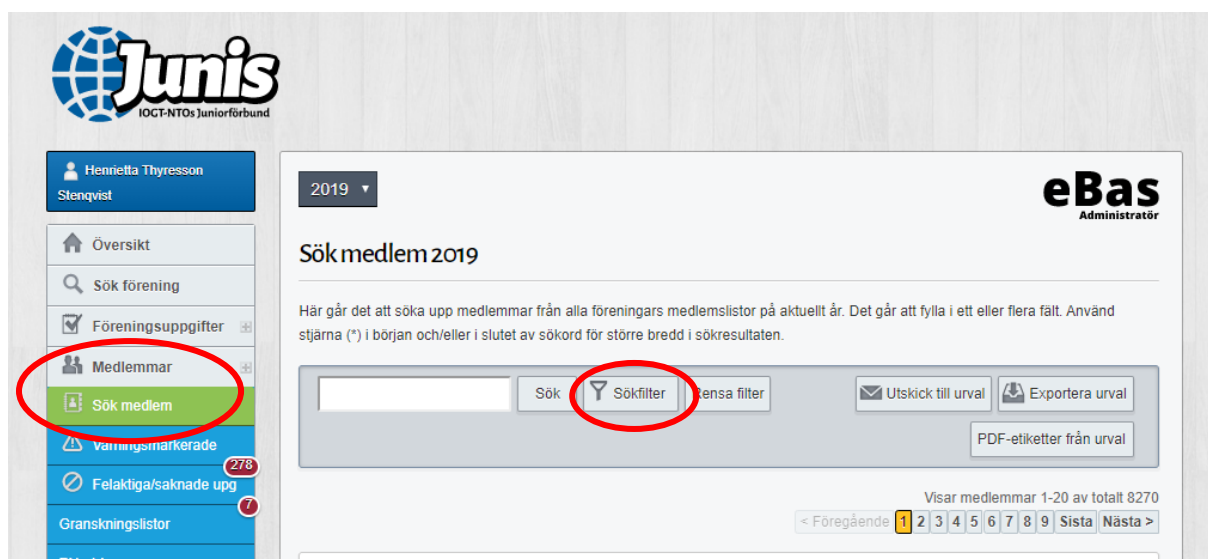 Junis
IOGT-NTOs Juniorförbund
Henrietta Thyresson
Stenqvist
Översikt
Sök förening
Föreningsuppgifter
Medlemmar
Sök medlem
Varningsmarkerade
278
Felaktiga/saknade upg
7
Granskningslistor
2019
eBas
Administratör
Sök medlem 2019
Här går det att söka upp medlemmar från alla föreningars medlemslistor på aktuellt år. Det går att fylla i ett eller flera fält. Använd
stjärna (*) i början och/eller i slutet av sökord för större bredd i sökresultaten.
Sök Sökfilter Rensa filter Utskick till urval Exportera urval
PDF-etiketter från urval
Visar medlemmar 1-20 av totalt 8270
< Föregående 1 2 3 4 5 6 7 8 9 Sista Nästa >